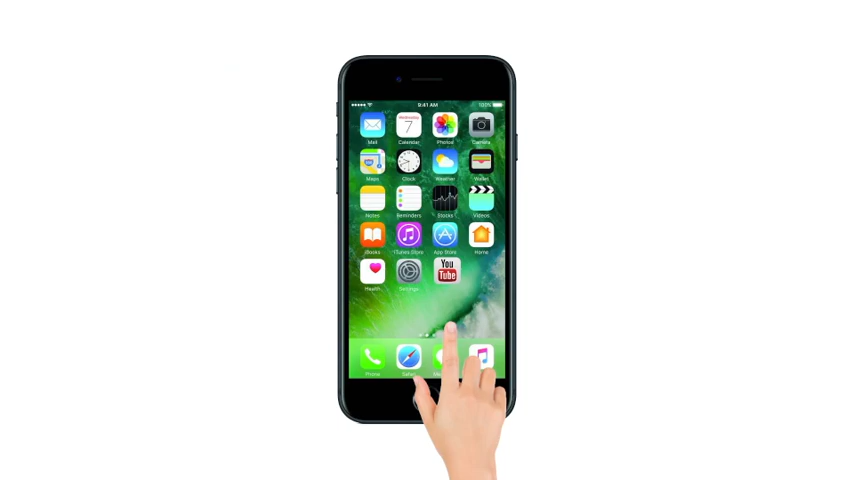 9:41 AM 100%
Wednesday
7
Mail Calendar Photos Camera
Maps Clock Weather Wallet
Notes Reminders Stocks Videos
iBooks iTunes Store App Store Home
You
Tube
Health Settings
Phone Safari